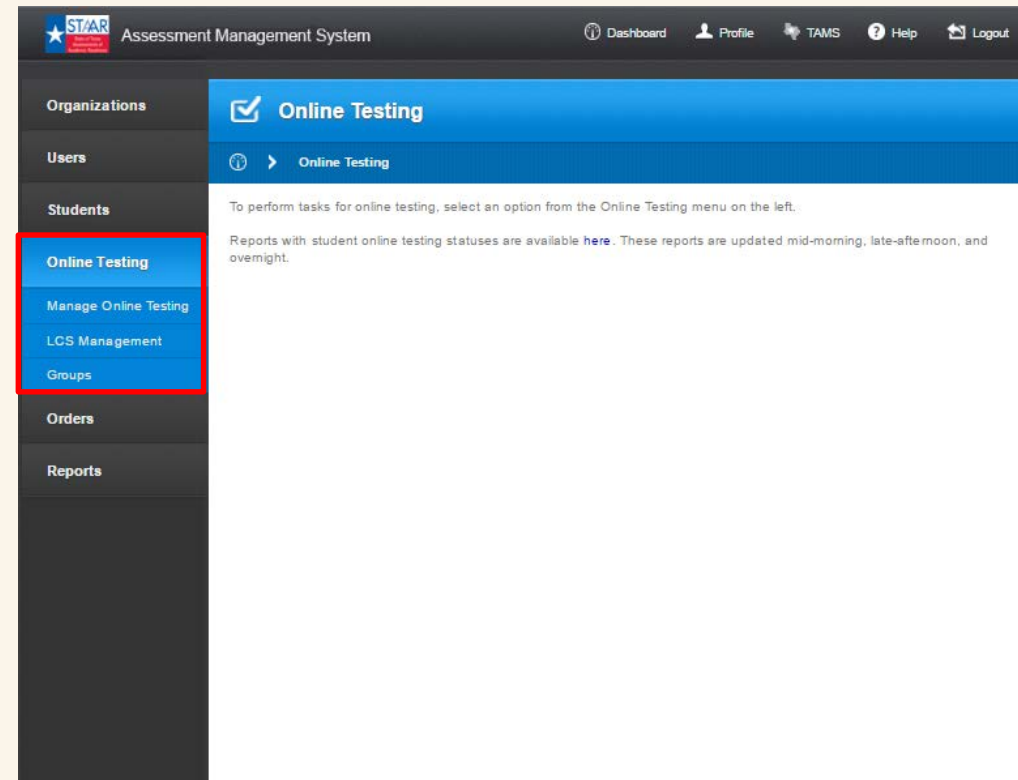 STAAR
Assessment Management System
Dashboard
Profile
TAMS
Help
Logout
Organizations
Users
Students
Online Testing
Manage Online Testing
LCS Management
Groups
Orders
Reports
Online Testing
Online Testing
To perform tasks for online testing, select an option from the Online Testing menu on the left.
Reports with student online testing statuses are available here. These reports are updated mid-morning, late-afternoon, and
overnight.